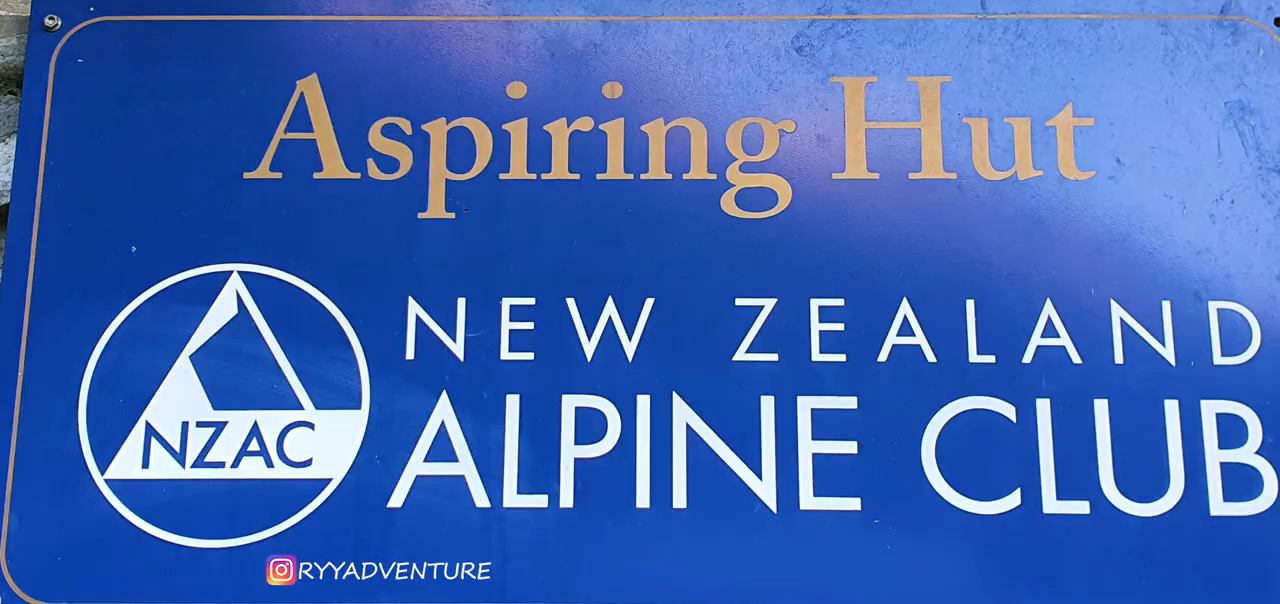 Aspiring Hut
NEW ZEALAND
ALPINE CLUB
NZAC
RYYADVENTURE